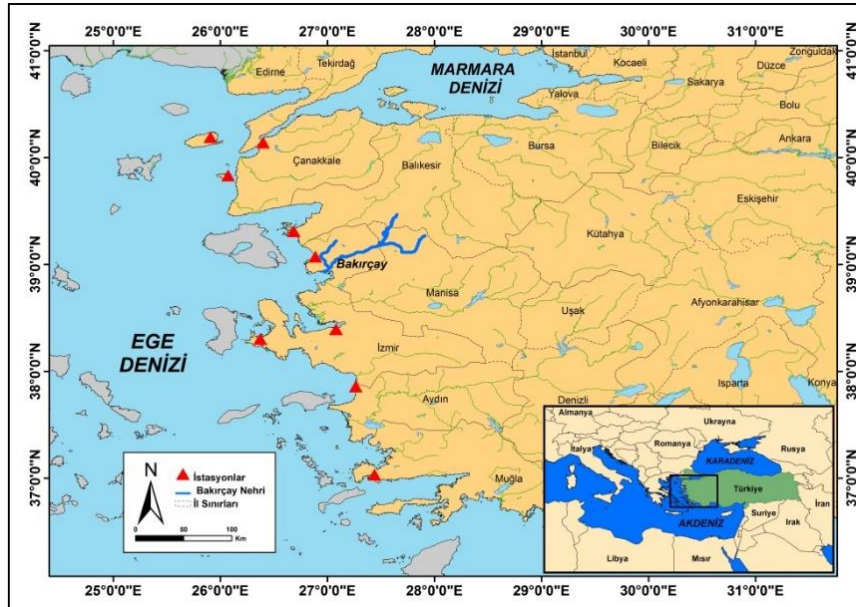 25°0'0"E 26°0'0"E 27°0'0"E 28°0'0"E 29°0'0"E 30°0'0"E 31°0'0"E
41°0'0"N
40°0'0"N
39°0'0"N
38°0'0"N
37°0'0"N
41°0'0"N
40°0'0"N
39°0'0"N
38°0'0"N
37°0'0"N
Edirne
Tekirdağ
İstanbul
Kocaeli
Zonguldak
Düzce
Sakarya
Bolu
MARMARA
DENİZİ
Yalova
Çanakkale
Balıkesir
Bursa
Bilecik
Ankara
Eskişehir
Kütahya
Bakırçay
Manisa
Uşak
Afyonkarahisar
EGE
DENİZİ
İzmir
Aydın
Denizli
Isparta
Konya
Muğla
N
İstasyonlar
Bakırçay Nehri
İl Sınırları
0 50 100
Km
Almanya
Ukrayna
Romanya
Rusya
İtalya
KARADENİZ
Türkiye
İran
Suriye
Irak
AKDENİZ
Libya
Mısır
25°0'0"E 26°0'0"E 27°0'0"E 28°0'0"E 29°0'0"E 30°0'0"E 31°0'0"E